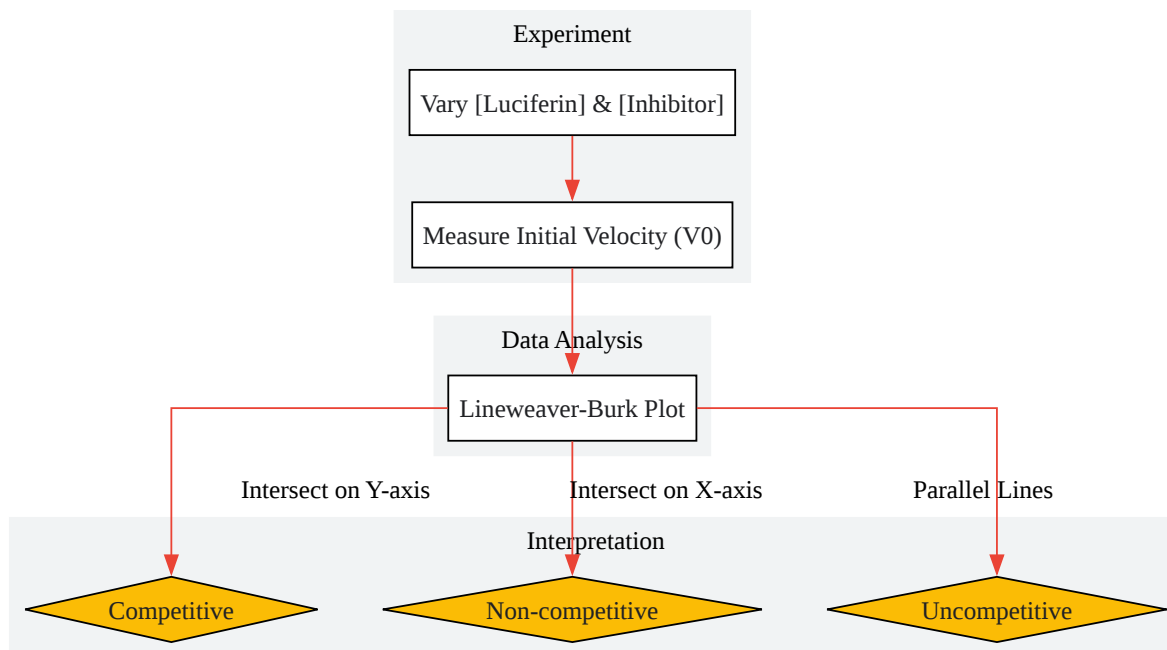 Experiment
Vary [Luciferin] & [Inhibitor]
Measure Initial Velocity (V0)
Data Analysis
Lineweaver-Burk Plot
Intersect on Y-axis
Intersect on X-axis
Parallel Lines
Interpretation
Competitive
Non-competitive
Uncompetitive